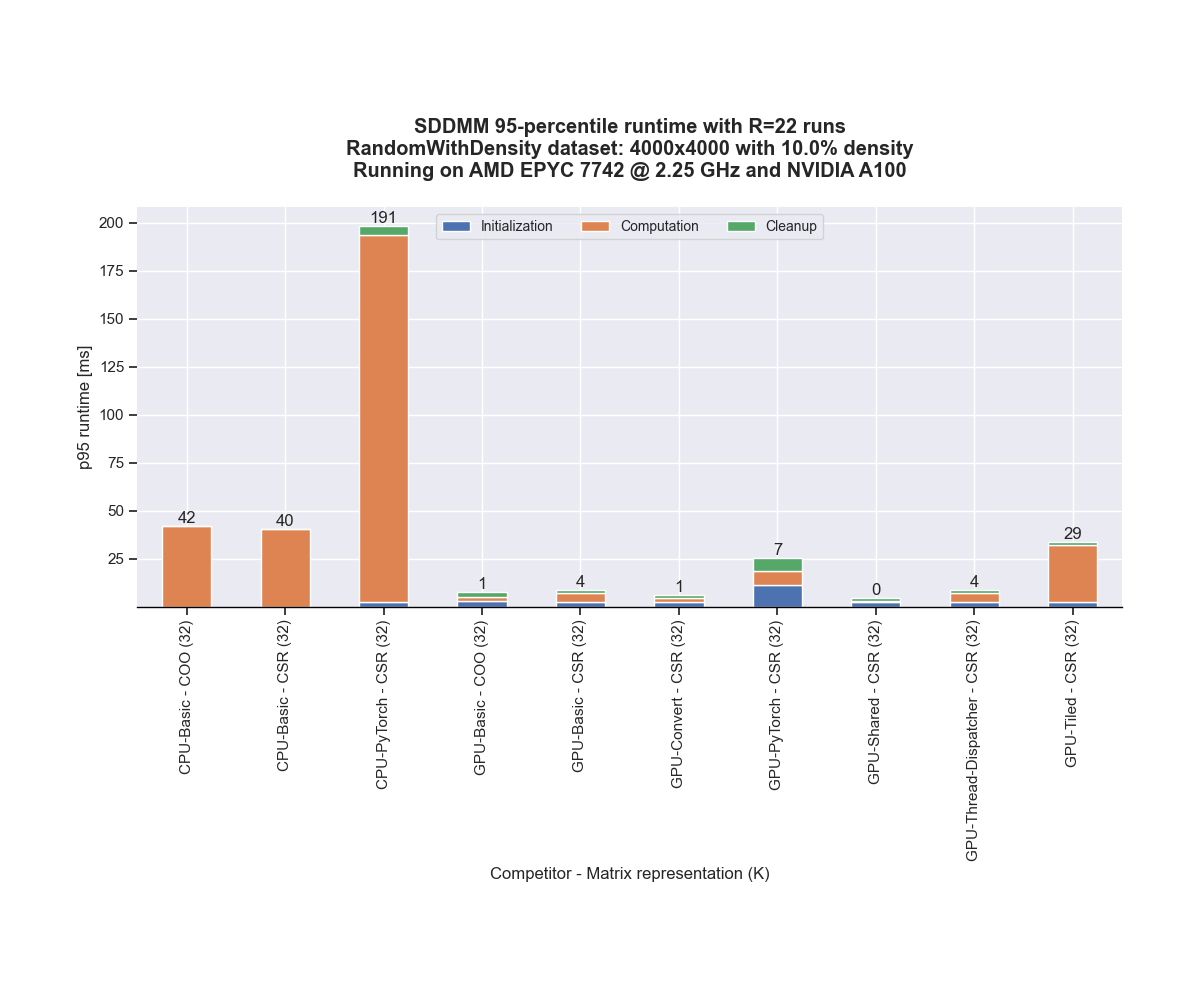 SDDMM 95-percentile runtime with R=22 runs
RandomWithDensity dataset: 4000x4000 with 10.0% density
Running on AMD EPYC 7742 @ 2.25 GHz and NVIDIA A100
Initialization
Computation
Cleanup
p95 runtime [ms]
200
175
150
125
100
75
50
25
42
40
191
1
4
1
7
0
4
29
CPU-Basic - COO (32)
CPU-Basic - CSR (32)
CPU-PyTorch - CSR (32)
GPU-Basic - COO (32)
GPU-Basic - CSR (32)
GPU-Convert - CSR (32)
GPU-PyTorch - CSR (32)
GPU-Shared - CSR (32)
GPU-Thread-Dispatcher - CSR (32)
GPU-Tiled - CSR (32)
Competitor - Matrix representation (K)